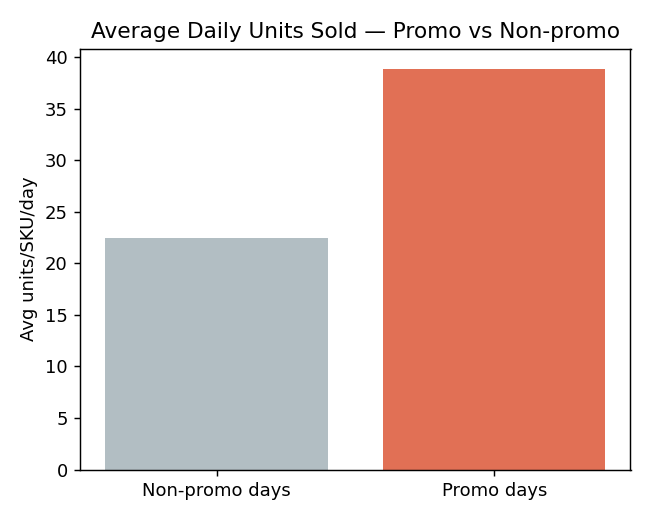 Average Daily Units Sold — Promo vs Non-promo
Avg units/SKU/day
40
35
30
25
20
15
10
5
0
Non-promo days
Promo days